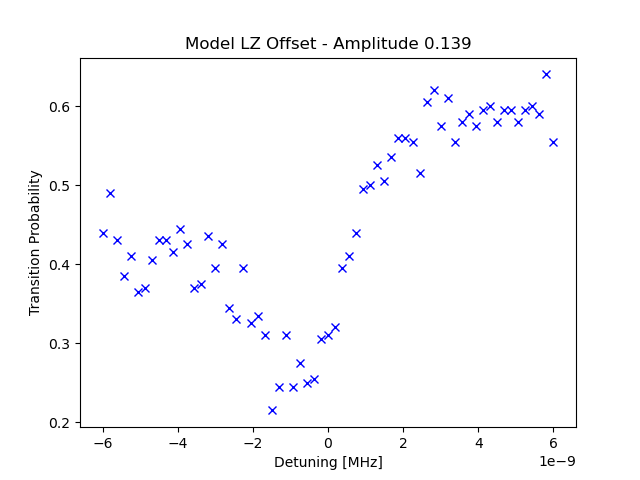 Model LZ Offset - Amplitude 0.139
Transition Probability
0.6
0.5
0.4
0.3
0.2
−6 −4 −2 0 2 4 6
1e−9
Detuning [MHz]